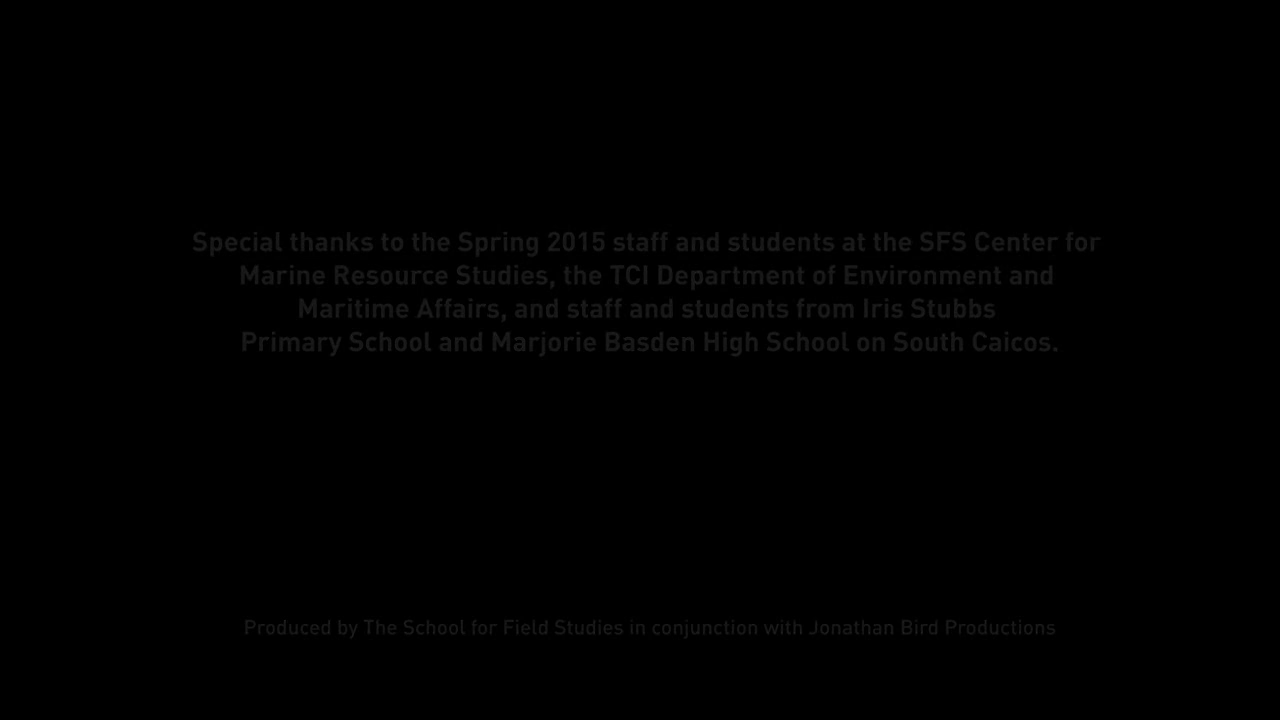 Special thanks to the Spring 2015 staff and students at the SFS Center for
Marine Resource Studies, the TCI Department of Environment and
Maritime Affairs, and staff and students from Iris Stubbs
Primary School and Marjorie Basden High School on South Caicos.
Produced by The School for Field Studies in conjunction with Jonathan Bird Productions